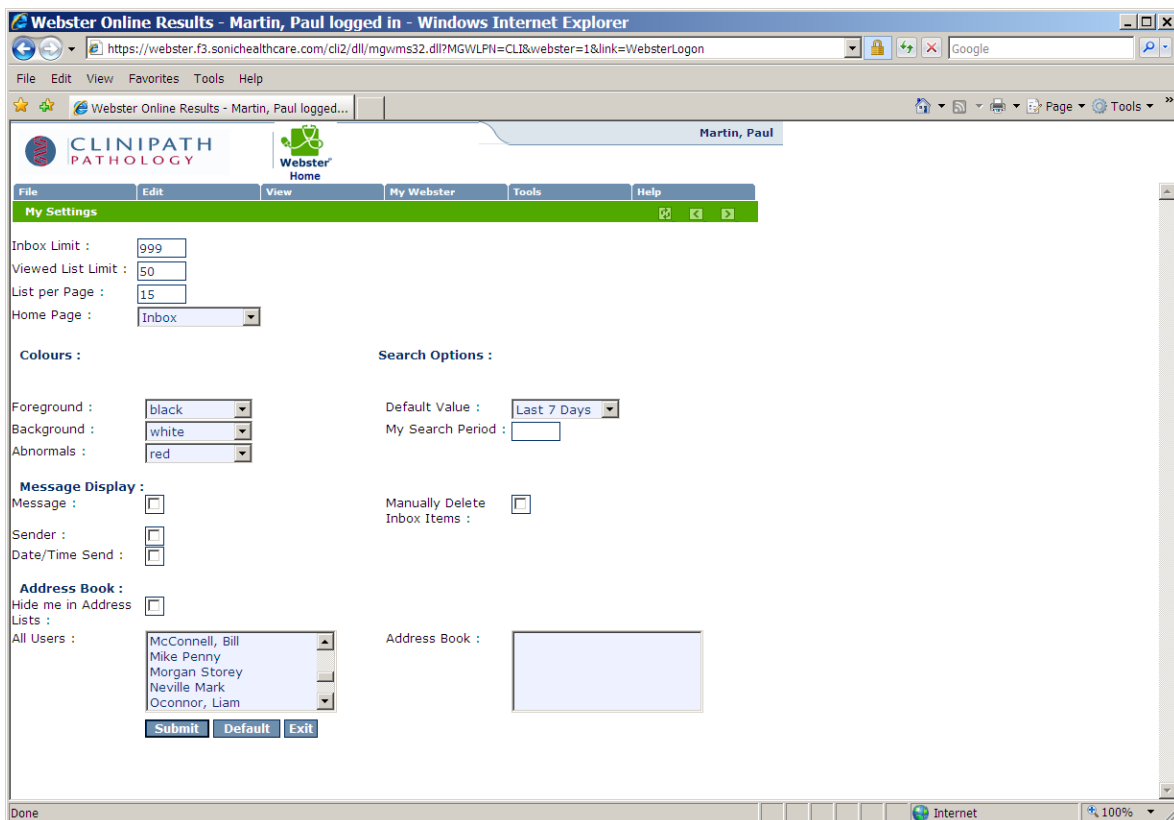 Webster Online Results - Martin, Paul logged in - Windows Internet Explorer
https://webster.f3.sonichealthcare.com/cli2/dll/mgwms32.dll?MGWLPN=CLI&webster=1&link=WebsterLogon
Google
File Edit View Favorites Tools Help
Webster Online Results - Martin, Paul logged...
Page Tools »
CLINIPATH
PATHOLOGY
Webster
Home
Martin, Paul
File Edit View My Webster Tools Help
My Settings
Inbox Limit : 999
Viewed List Limit : 50
List per Page : 15
Home Page : Inbox
Colours : Search Options :
Foreground : black Default Value : Last 7 Days
Background : white My Search Period :
Abnormals : red
Message Display :
Message : Manually Delete
Inbox Items :
Sender :
Date/Time Send :
Address Book :
Hide me in Address
Lists :
All Users : McConnell, Bill Address Book :
Mike Penny
Morgan Storey
Neville Mark
Oconnor, Liam
Submit Default Exit
Done Internet 100%